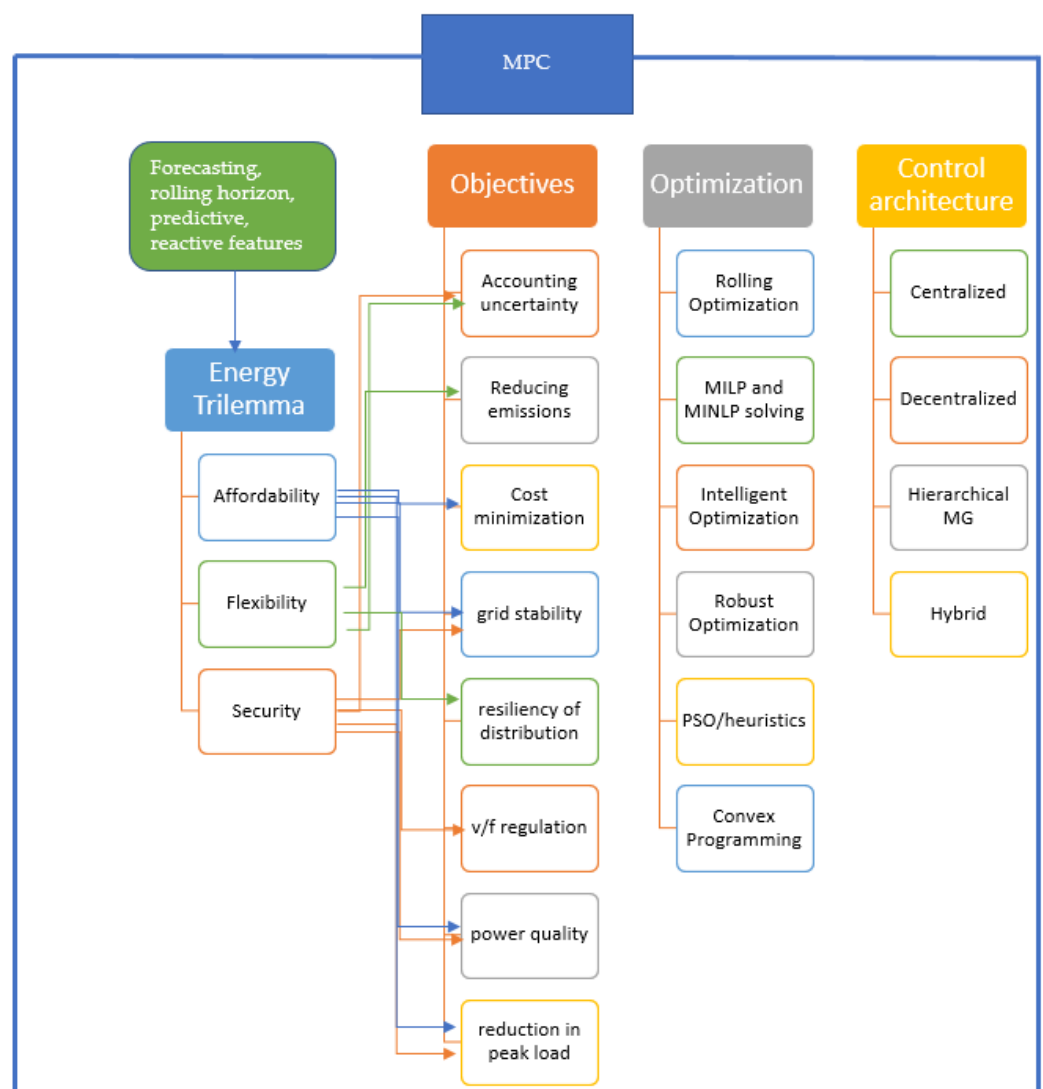 MPC
Forecasting,
rolling horizon,
predictive,
reactive features
Energy
Trilemma
Affordability
Flexibility
Security
Objectives
Accounting
uncertainty
Reducing
emissions
Cost
minimization
grid stability
resiliency of
distribution
v/f regulation
power quality
reduction in
peak load
Optimization
Rolling
Optimization
MILP and
MINLP solving
Intelligent
Optimization
Robust
Optimization
PSO/heuristics
Convex
Programming
Control
architecture
Centralized
Decentralized
Hierarchical
MG
Hybrid